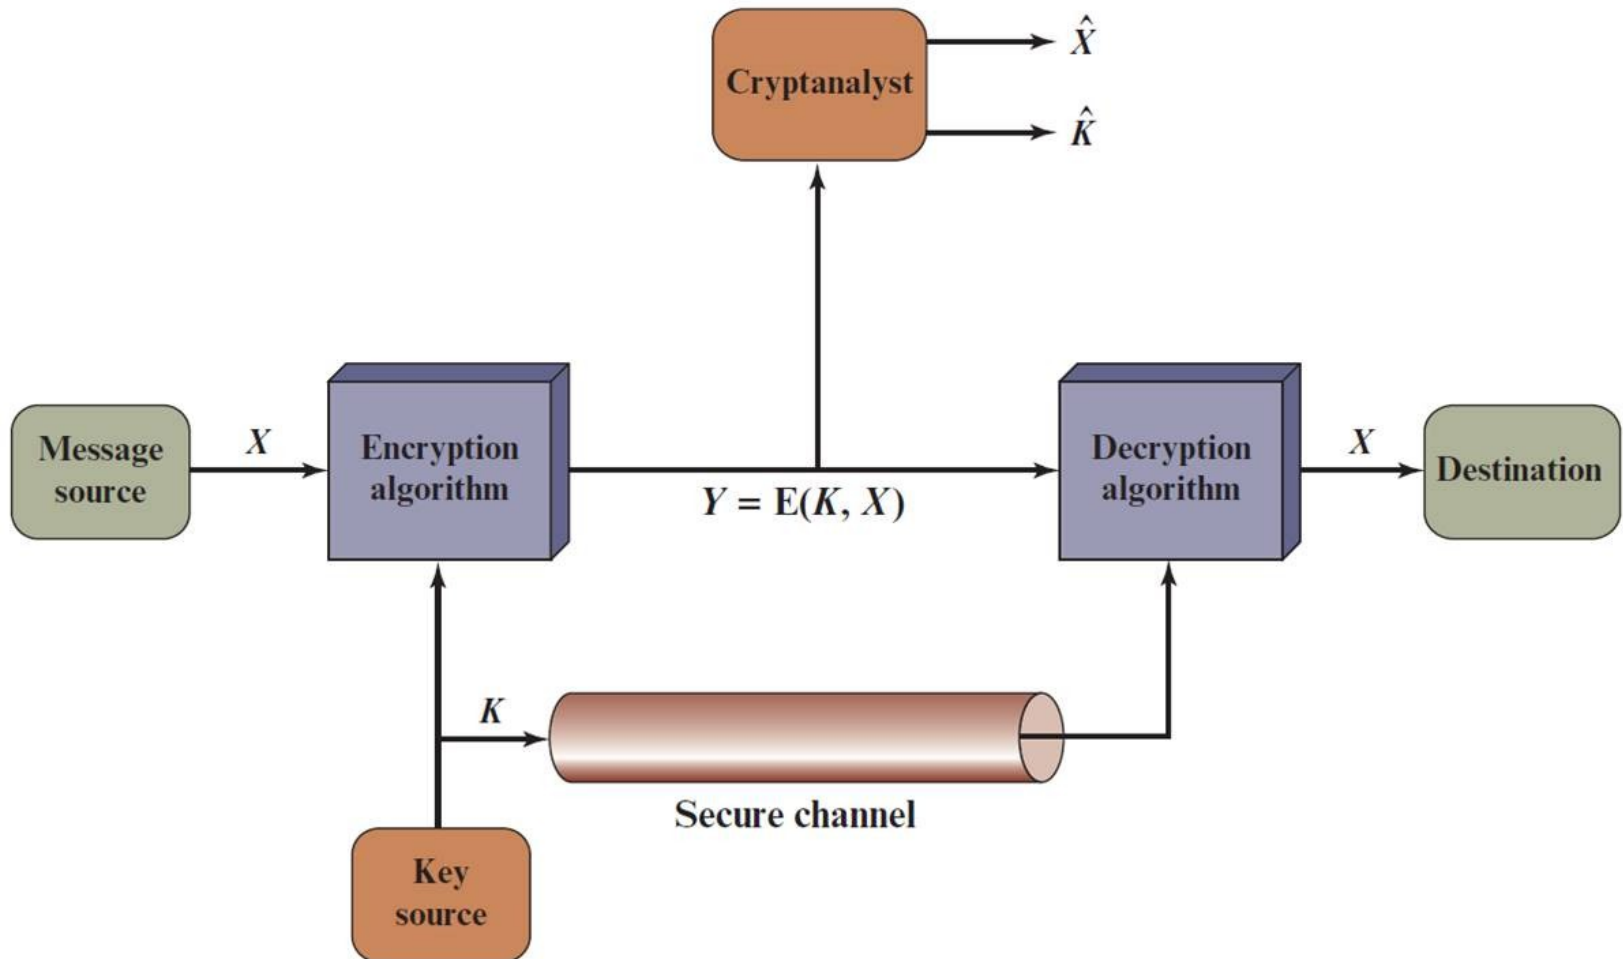 Cryptanalyst
X̂
K̂
Message
source
X
Encryption
algorithm
Y = E(K, X)
Decryption
algorithm
X
Destination
K
Secure channel
Key
source